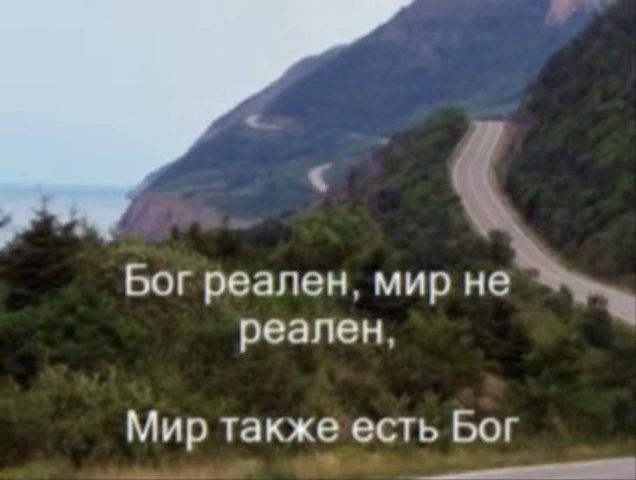 Бог реален, мир не
реален,
Мир также есть Бог